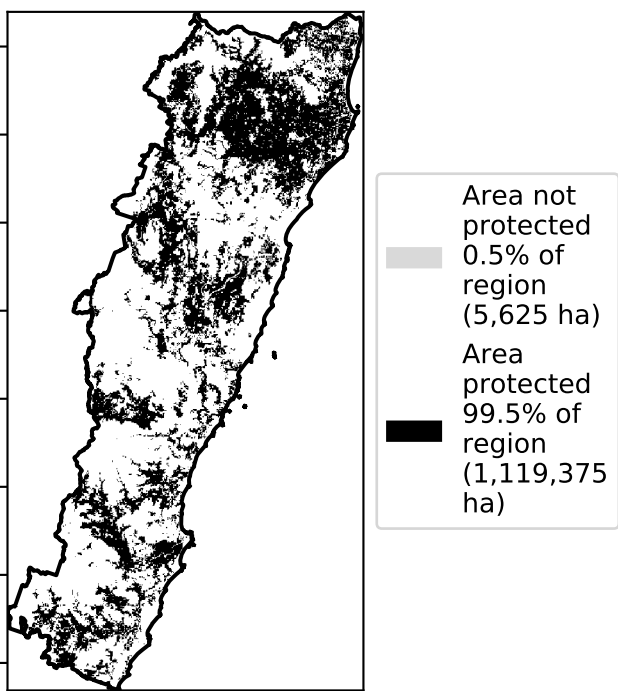 Area not
protected
0.5% of
region
(5,625 ha)
Area
protected
99.5% of
region
(1,119,375
ha)